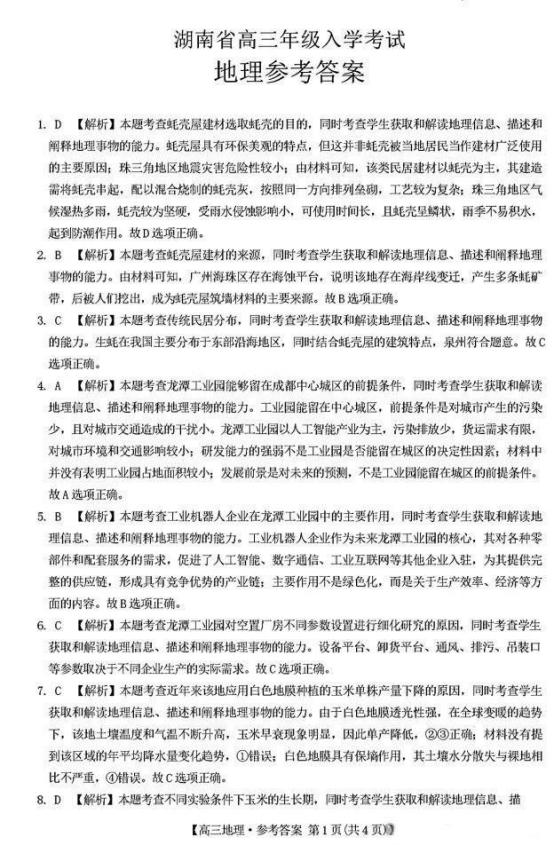 湖南省高三年级入学考试
地理参考答案
1. D 【解析】本题考查蚝壳屋建材选取蚝壳的目的，同时考查学生获取和解读地理信息、描述和
阐释地理事物的能力。蚝壳屋具有环保美观的特点，但这并非蚝壳被当地居民当作建材广泛使用
的主要原因；珠三角地区地震灾害危险性较小；由材料可知，该类民居建材以蚝壳为主，其建造
需将蚝壳串起，配以混合烧制的蚝壳灰，按照同一方向排列垒砌，工艺较为复杂；珠三角地区气
候湿热多雨，蚝壳较为坚硬，受雨水侵蚀影响小，可使用时间长，且蚝壳呈鳞状，雨季不易积水，
起到防潮作用。故D选项正确。
2. B 【解析】本题考查蚝壳屋建材的来源，同时考查学生获取和解读地理信息、描述和阐释地理
事物的能力。由材料可知，广州海珠区存在海蚀平台，说明该地存在海岸线变迁，产生多条蚝矿
带，后被人们挖出，成为蚝壳屋筑墙材料的主要来源。故B选项正确。
3. C 【解析】本题考查传统民居分布，同时考查学生获取和解读地理信息、描述和阐释地理事物
的能力。生蚝在我国主要分布于东部沿海地区，同时结合蚝壳屋的建筑特点，泉州符合题意。故C
选项正确。
4. A 【解析】本题考查龙潭工业园能够留在成都中心城区的前提条件，同时考查学生获取和解读
地理信息、描述和阐释地理事物的能力。工业园能留在中心城区，前提条件是对城市产生的污染
少，且对城市交通造成的干扰小。龙潭工业园以人工智能产业为主，污染排放少，货运需求有限，
对城市环境和交通影响较小；研发能力的强弱不是工业园是否能留在城区的决定性因素；材料中
并没有表明工业园占地面积较小；发展前景是对未来的预测，不是工业园能留在城区的前提条件。
故A选项正确。
5. B 【解析】本题考查工业机器人企业在龙潭工业园中的主要作用，同时考查学生获取和解读地
理信息、描述和阐释地理事物的能力。工业机器人企业作为未来龙潭工业园的核心，其对各种零
部件和配套服务的需求，促进了人工智能、数字通信、工业互联网等其他企业入驻，为其提供完
整的供应链，形成具有竞争优势的产业链；主要作用不是绿色化，而是关于生产效率、经济等方
面的内容。故B选项正确。
6. C 【解析】本题考查龙潭工业园对空置厂房不同参数设置进行细化研究的原因，同时考查学生
获取和解读地理信息、描述和阐释地理事物的能力。设备平台、卸货平台、通风、排污、吊装口
等参数取决于不同企业生产的实际需求。故C选项正确。
7. C 【解析】本题考查近年来该地应用白色地膜种植的玉米单株产量下降的原因，同时考查学生
获取和解读地理信息、描述和阐释地理事物的能力。由于白色地膜透光性强，在全球变暖的趋势
下，该地土壤温度和气温不断升高，玉米早衰现象明显，因此单产降低，②③正确；材料没有提
到该区域的年平均降水量变化趋势，①错误；白色地膜具有保墒作用，其土壤水分散失与裸地相
比不严重，④错误。故C选项正确。
8. D 【解析】本题考查不同实验条件下玉米的生长期，同时考查学生获取和解读地理信息、描
【高三地理·参考答案 第1页(共4页)】